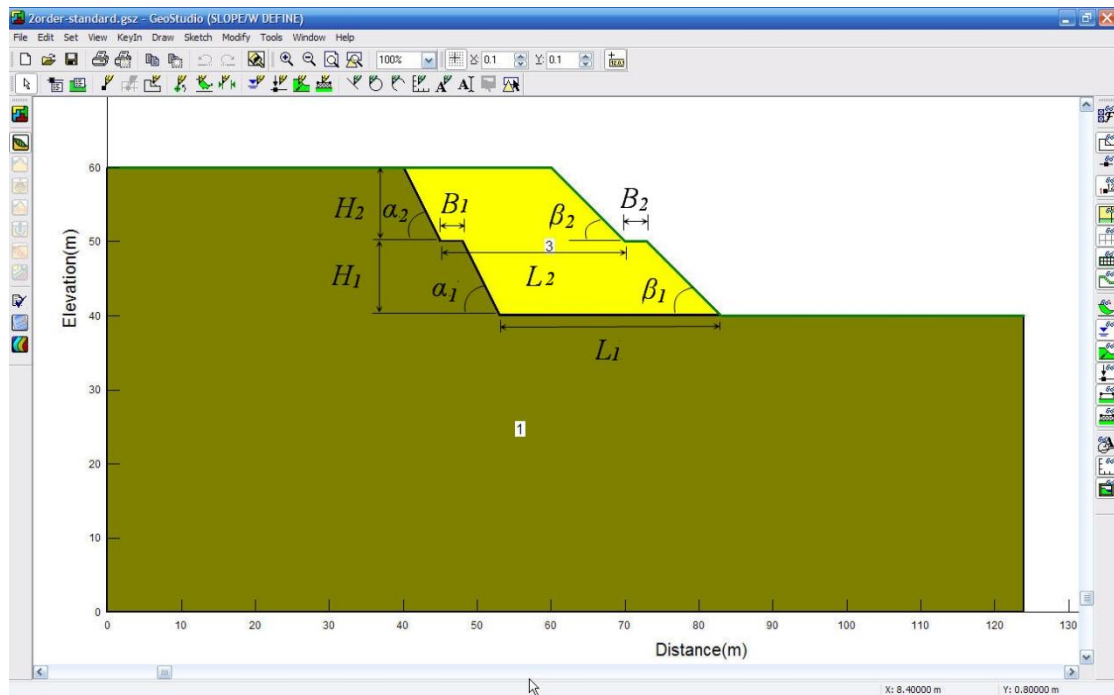 2order-standard.gsz - GeoStudio (SLOPE/W DEFINE)
File Edit Set View KeyIn Draw Sketch Modify Tools Window Help
100% X: 0.1 Y: 0.1
60
50
40
30
20
10
0
Elevation(m)
H2 α2 B1 β2 B2
3
H1 α1 L2 β1
L1
1
0 10 20 30 40 50 60 70 80 90 100 110 120 130
Distance(m)
X: 8.40000 m Y: 0.80000 m